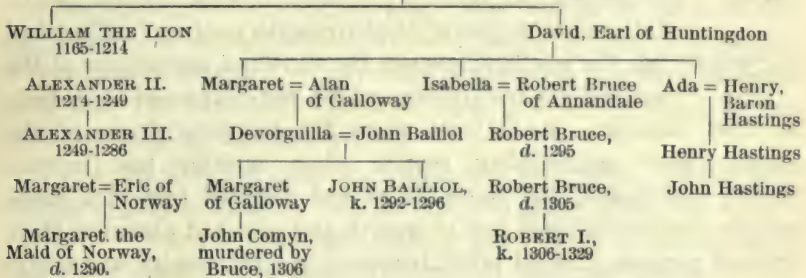 WILLIAM THE LION
1165-1214
David, Earl of Huntingdon
ALEXANDER II.
1214-1249
Margaret = Alan
of Galloway
Isabella = Robert Bruce
of Annandale
Ada = Henry,
Baron
Hastings
ALEXANDER III.
1249-1286
Devorguilla = John Balliol
Robert Bruce,
d. 1295
Henry Hastings
Margaret = Eric of
Norway
Margaret
of Galloway
JOHN BALLIOL,
k. 1292-1296
Robert Bruce,
d. 1305
John Hastings
Margaret. the
Maid of Norway,
d. 1290.
John Comyn,
murdered by
Bruce, 1306
ROBERT I.,
k. 1306-1329